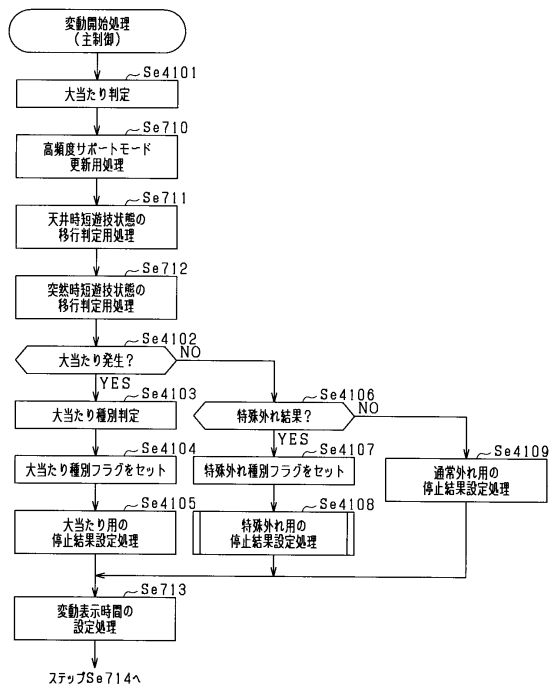 変動開始処理
(主制御)
Se4101
大当たり判定
Se710
高頻度サポートモード
更新用処理
Se711
天井時短遊技状態の
移行判定用処理
Se712
突然時短遊技状態の
移行判定用処理
Se4102
大当たり発生?
NO
YES
Se4103
大当たり種別判定
Se4106
特殊外れ結果?
NO
YES
Se4104
大当たり種別フラグをセット
Se4107
特殊外れ種別フラグをセット
Se4109
通常外れ用の
停止結果設定処理
Se4105
大当たり用の
停止結果設定処理
Se4108
特殊外れ用の
停止結果設定処理
Se713
変動表示時間の
設定処理
ステップSe714へ